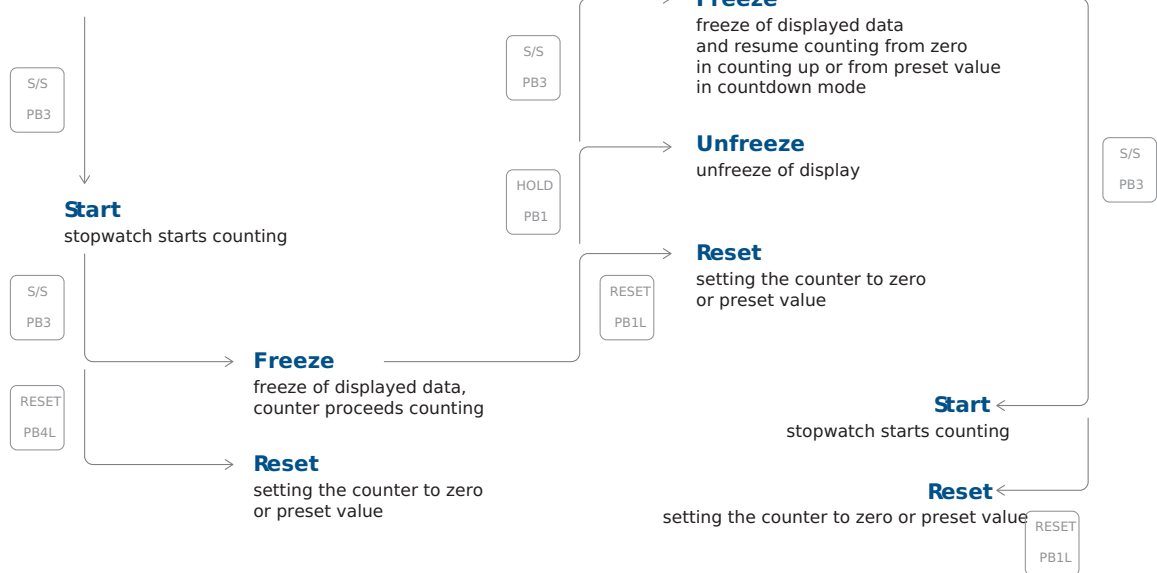 S/S
PB3
Start
stopwatch starts counting
S/S
PB3
RESET
PB4L
Freeze
freeze of displayed data,
counter proceeds counting
Reset
setting the counter to zero
or preset value
S/S
PB3
HOLD
PB1
RESET
PB1L
Freeze
freeze of displayed data
and resume counting from zero
in counting up or from preset value
in countdown mode
Unfreeze
unfreeze of display
Reset
setting the counter to zero
or preset value
S/S
PB3
Start
stopwatch starts counting
Reset
setting the counter to zero or preset value
RESET
PB1L